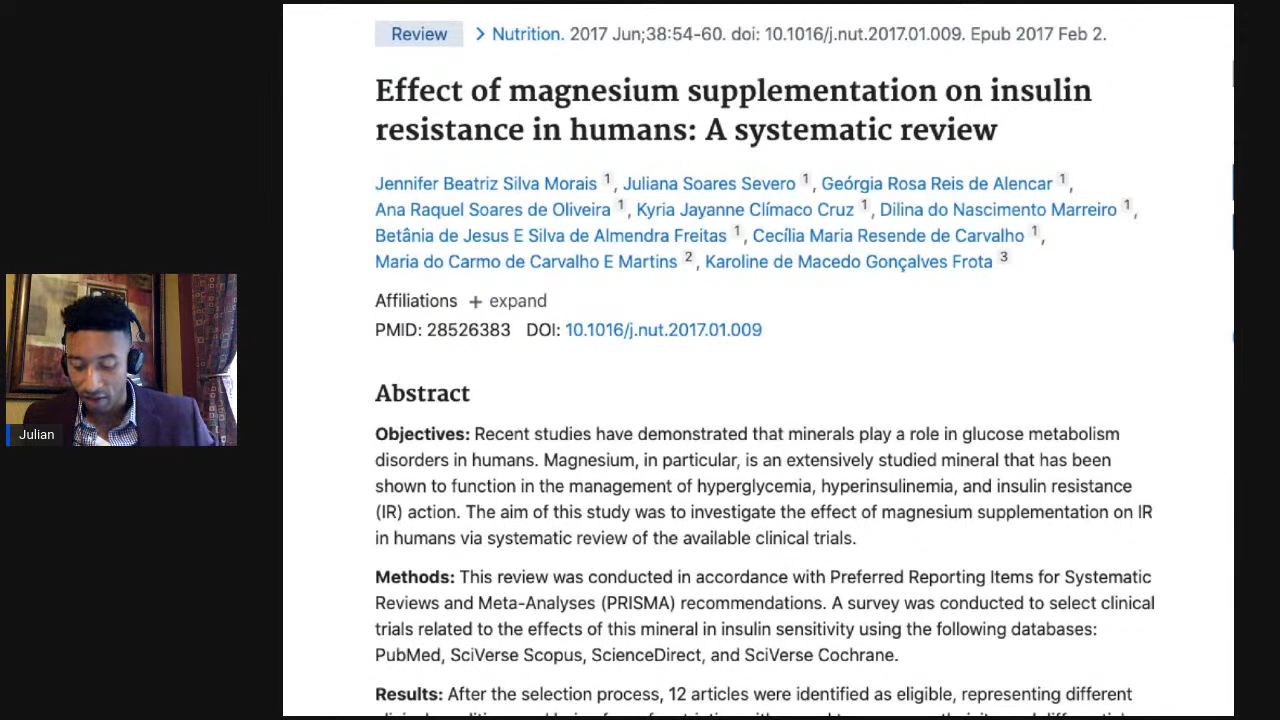 Review > Nutrition. 2017 Jun;38:54-60. doi: 10.1016/j.nut.2017.01.009. Epub 2017 Feb 2.
Effect of magnesium supplementation on insulin
resistance in humans: A systematic review
Jennifer Beatriz Silva Morais 1, Juliana Soares Severo 1, Geórgia Rosa Reis de Alencar 1,
Ana Raquel Soares de Oliveira 1, Kyria Jayanne Clímaco Cruz 1, Dilina do Nascimento Marreiro 1,
Betânia de Jesus E Silva de Almendra Freitas 1, Cecília Maria Resende de Carvalho 1,
Maria do Carmo de Carvalho E Martins 2, Karoline de Macedo Gonçalves Frota 3
Affiliations + expand
PMID: 28526383 DOI: 10.1016/j.nut.2017.01.009
Abstract
Objectives: Recent studies have demonstrated that minerals play a role in glucose metabolism
disorders in humans. Magnesium, in particular, is an extensively studied mineral that has been
shown to function in the management of hyperglycemia, hyperinsulinemia, and insulin resistance
(IR) action. The aim of this study was to investigate the effect of magnesium supplementation on IR
in humans via systematic review of the available clinical trials.
Methods: This review was conducted in accordance with Preferred Reporting Items for Systematic
Reviews and Meta-Analyses (PRISMA) recommendations. A survey was conducted to select clinical
trials related to the effects of this mineral in insulin sensitivity using the following databases:
PubMed, SciVerse Scopus, ScienceDirect, and SciVerse Cochrane.
Results: After the selection process, 12 articles were identified as eligible, representing different
Julian